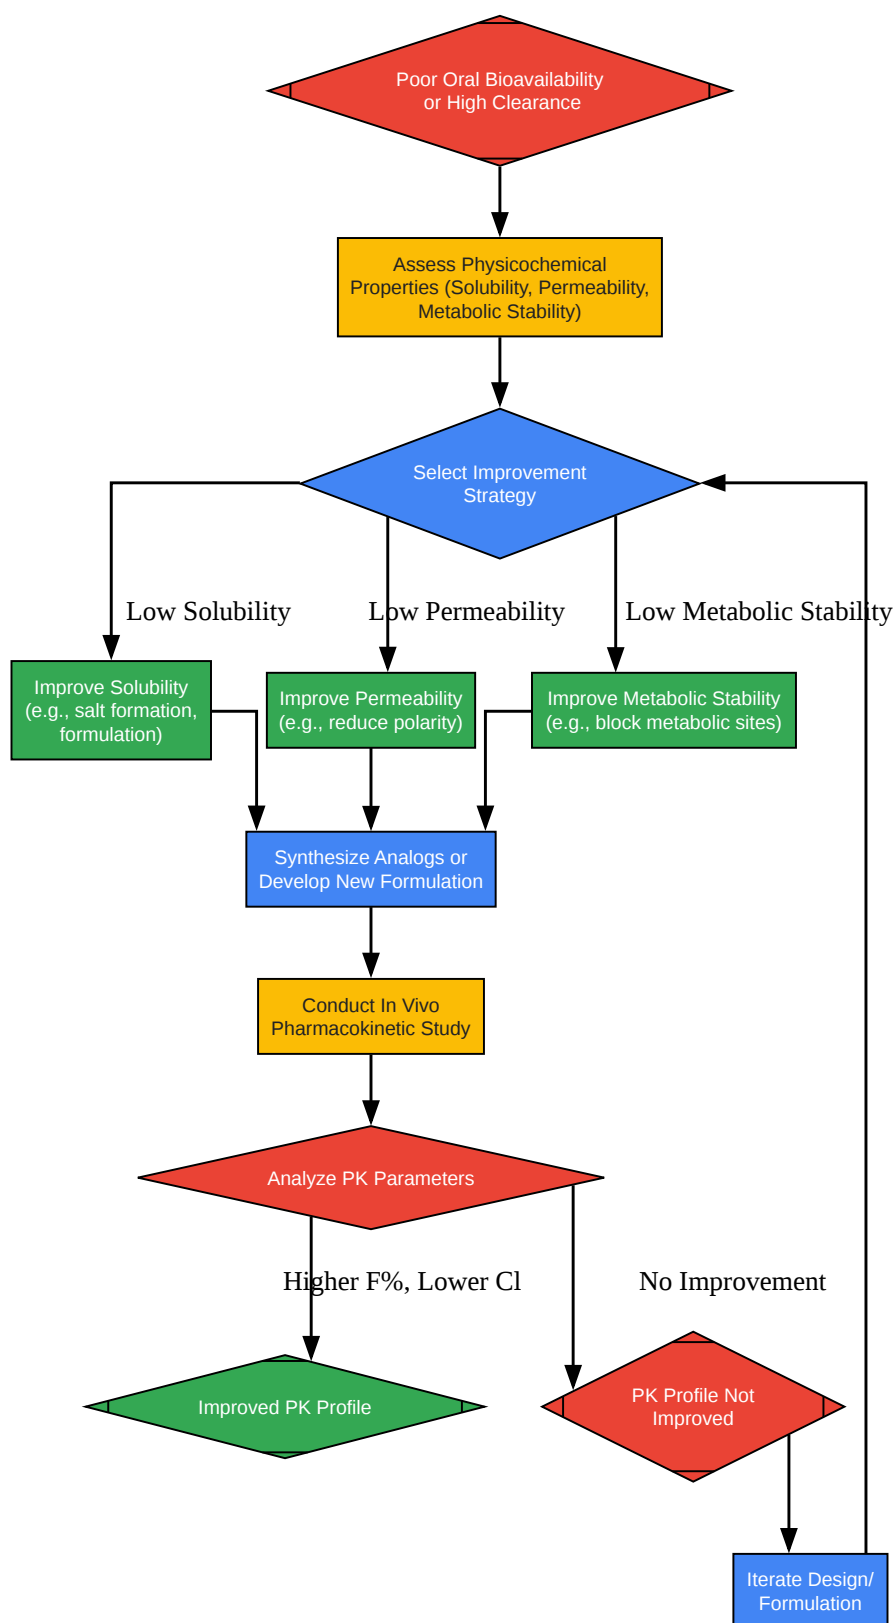 Poor Oral Bioavailability
or High Clearance
Assess Physicochemical
Properties (Solubility, Permeability,
Metabolic Stability)
Select Improvement
Strategy
Low Solubility
Low Permeability
Low Metabolic Stability
Improve Solubility
(e.g., salt formation,
formulation)
Improve Permeability
(e.g., reduce polarity)
Improve Metabolic Stability
(e.g., block metabolic sites)
Synthesize Analogs or
Develop New Formulation
Conduct In Vivo
Pharmacokinetic Study
Analyze PK Parameters
Higher F%, Lower Cl
No Improvement
Improved PK Profile
PK Profile Not
Improved
Iterate Design/
Formulation